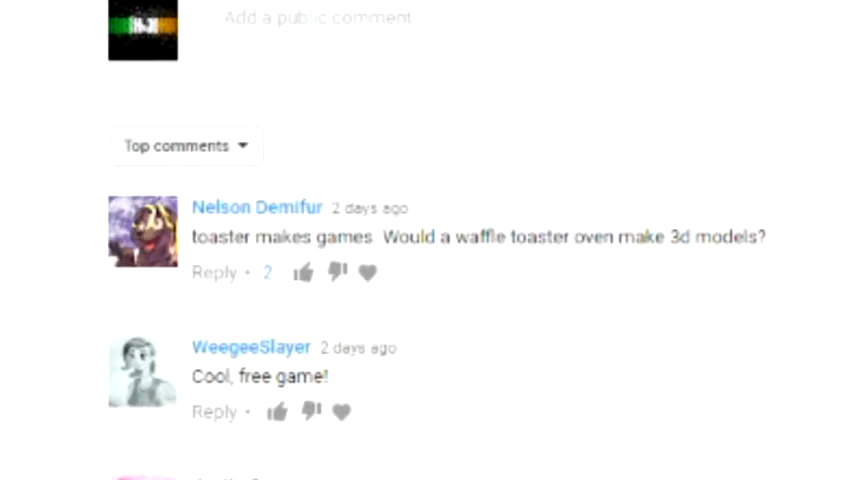 Add a public comment
Top comments
Nelson Demifur 2 days ago
toaster makes games. Would a waffle toaster oven make 3d models?
Reply • 2
WeegeeSlayer 2 days ago
Cool, free game!
Reply •